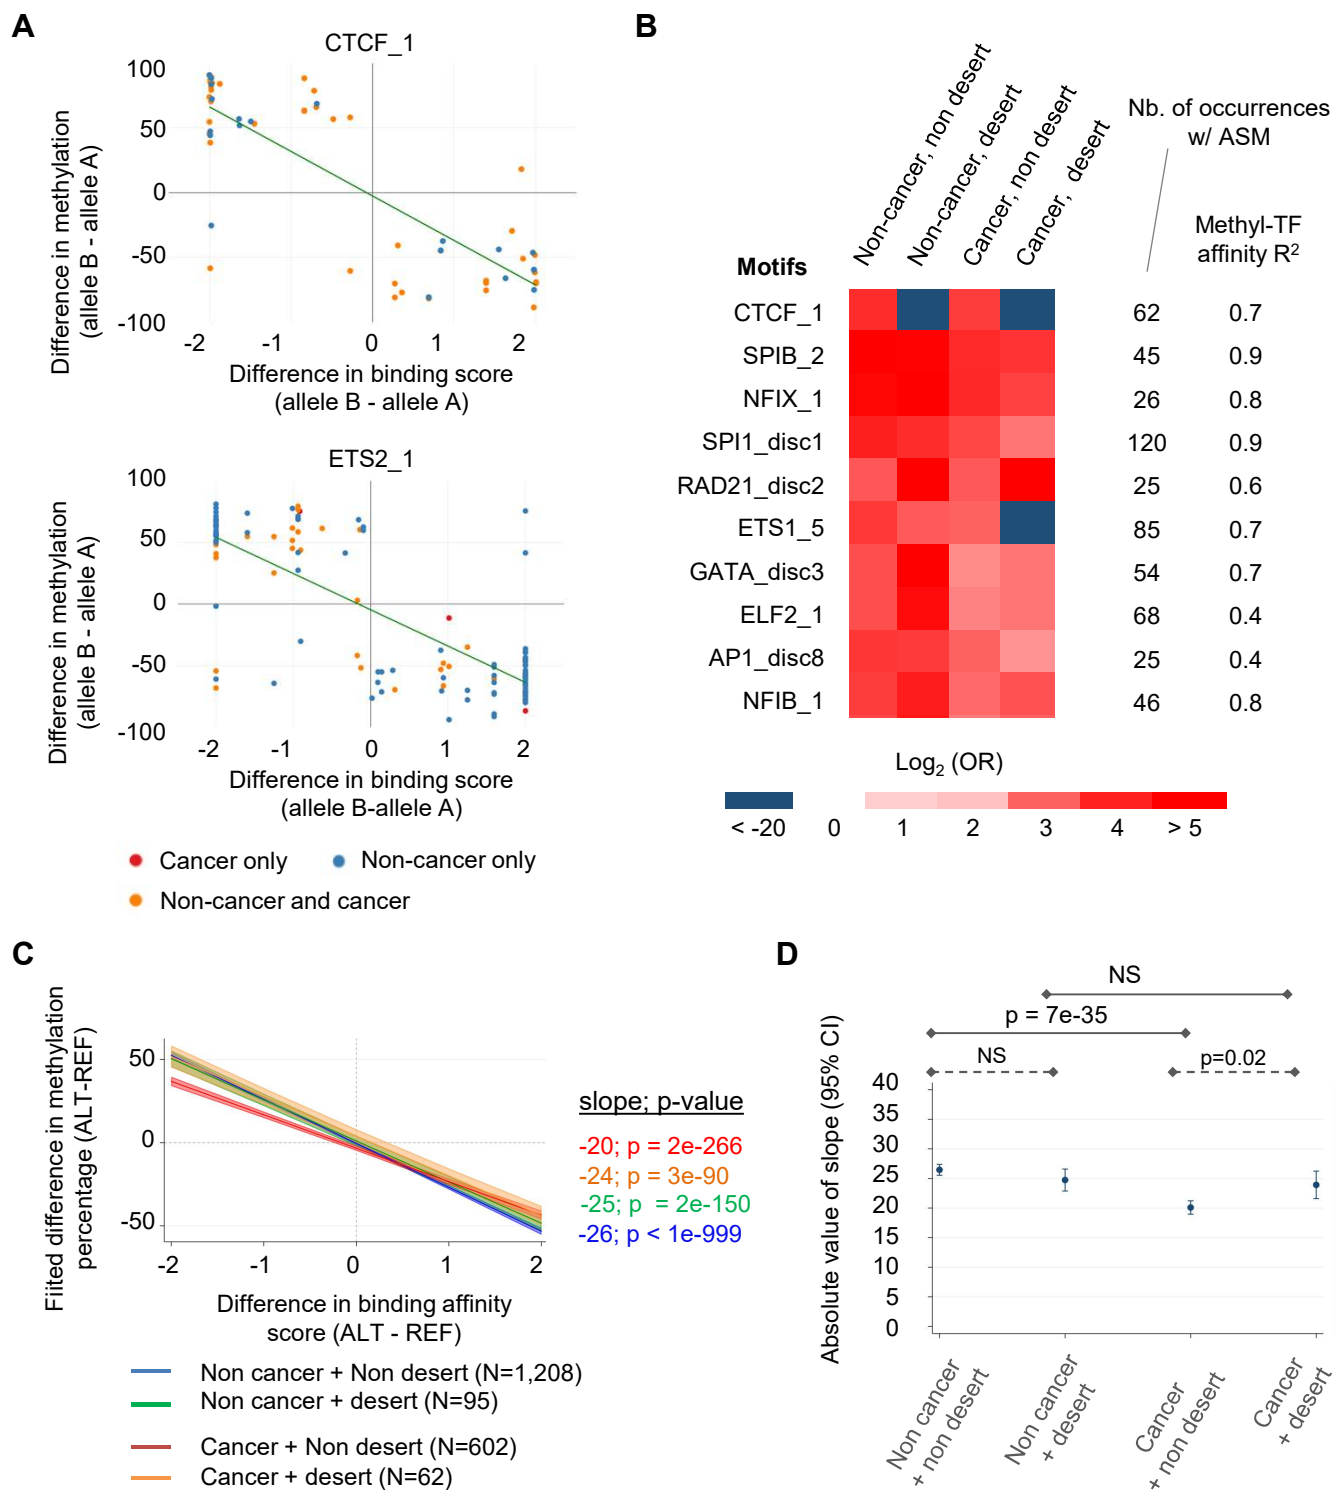 A
CTCF_1
100
50
0
-50
-100
-2
-1
0
1
2
Difference in methylation
(allele B - allele A)
Difference in binding score
(allele B - allele A)
ETS2_1
100
50
0
-50
-100
-2
-1
0
1
2
Difference in methylation
(allele B - allele A)
Difference in binding score
(allele B-allele A)
Cancer only
Non-cancer only
Non-cancer and cancer
B
Non-cancer, non desert
Non-cancer, desert
Cancer, non desert
Cancer, desert
Nb. of occurrences
w/ ASM
Methyl-TF
affinity R²
Motifs
CTCF_1 62 0.7
SPIB_2 45 0.9
NFIX_1 26 0.8
SPI1_disc1 120 0.9
RAD21_disc2 25 0.6
ETS1_5 85 0.7
GATA_disc3 54 0.7
ELF2_1 68 0.4
AP1_disc8 25 0.4
NFIB_1 46 0.8
Log₂ (OR)
< -20 0 1 2 3 4 > 5
C
Fiited difference in methylation
percentage (ALT-REF)
50
0
-50
-2
-1
0
1
2
Difference in binding affinity
score (ALT - REF)
slope; p-value
-20; p = 2e-266
-24; p = 3e-90
-25; p = 2e-150
-26; p < 1e-999
Non cancer + Non desert (N=1,208)
Non cancer + desert (N=95)
Cancer + Non desert (N=602)
Cancer + desert (N=62)
D
NS
p = 7e-35
NS
p=0.02
Absolute value of slope (95% CI)
40
35
30
25
20
15
10
5
0
Non cancer
+ non desert
Non cancer
+ desert
Cancer
+ non desert
Cancer
+ desert